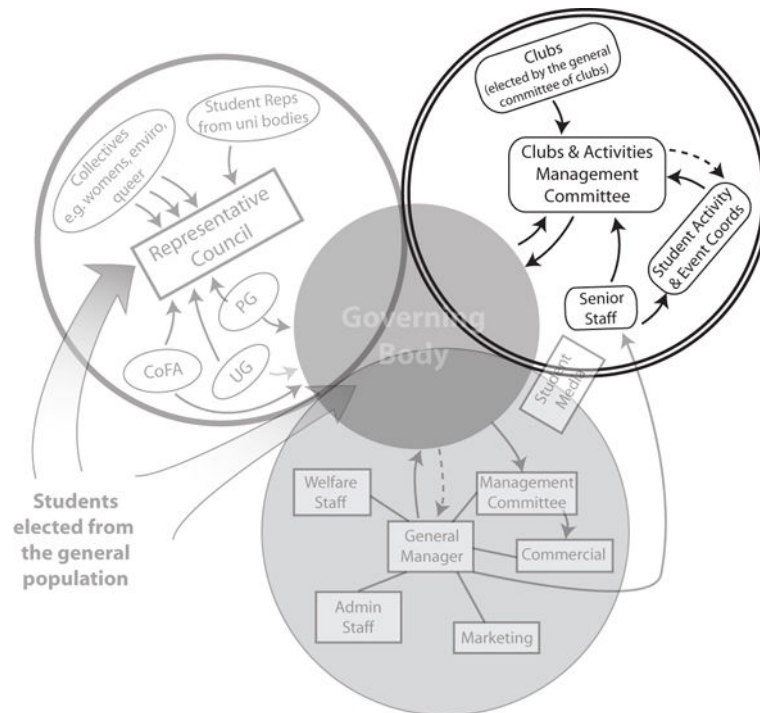 Clubs
(elected by the general
committee of clubs)
Student Reps
from uni bodies
Collectives
e.g. womens, enviro,
queer
Clubs & Activities
Management
Committee
Representative
Council
Student Activity
& Event Coords
PG
Senior
Staff
Governing
Body
CoFA
UG
Student
Media
Students
elected from
the general
population
Welfare
Staff
Management
Committee
General
Manager
Commercial
Admin
Staff
Marketing